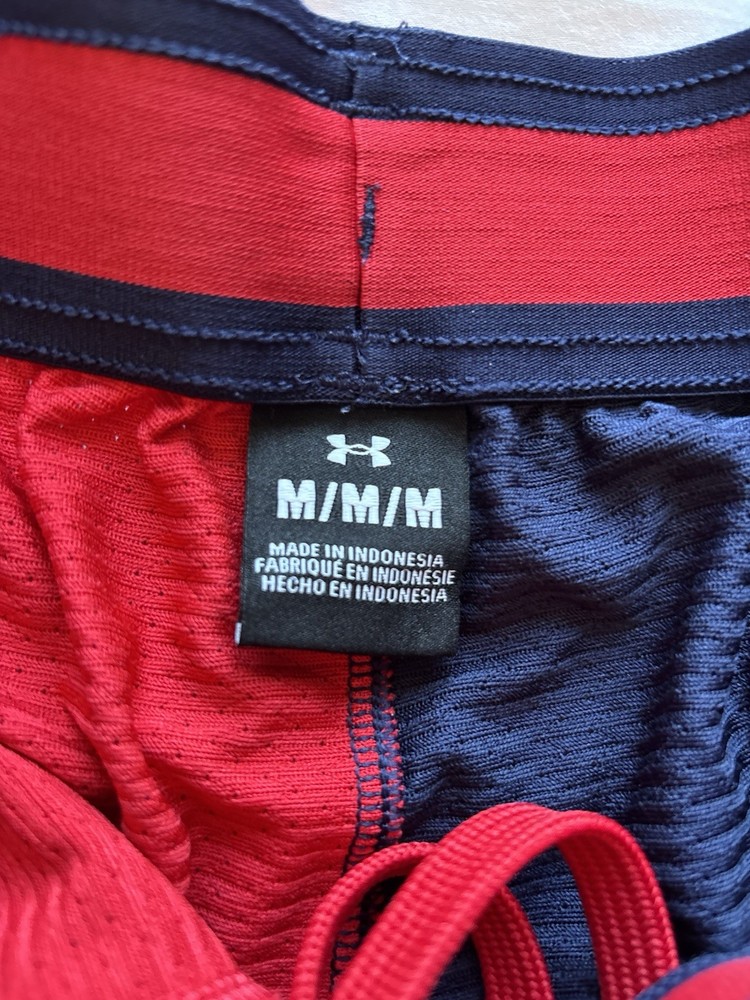 M/M/M
MADE IN INDONESIA
FABRIQUÉ EN INDONÉSIE
HECHO EN INDONESIA